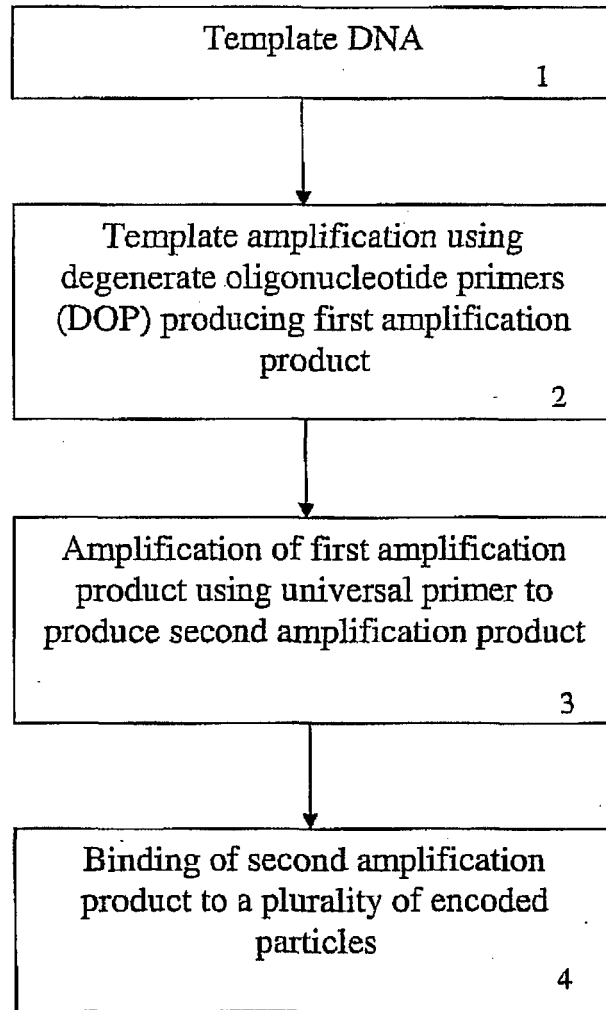 Template DNA
1
Template amplification using
degenerate oligonucleotide primers
(DOP) producing first amplification
product
2
Amplification of first amplification
product using universal primer to
produce second amplification product
3
Binding of second amplification
product to a plurality of encoded
particles
4